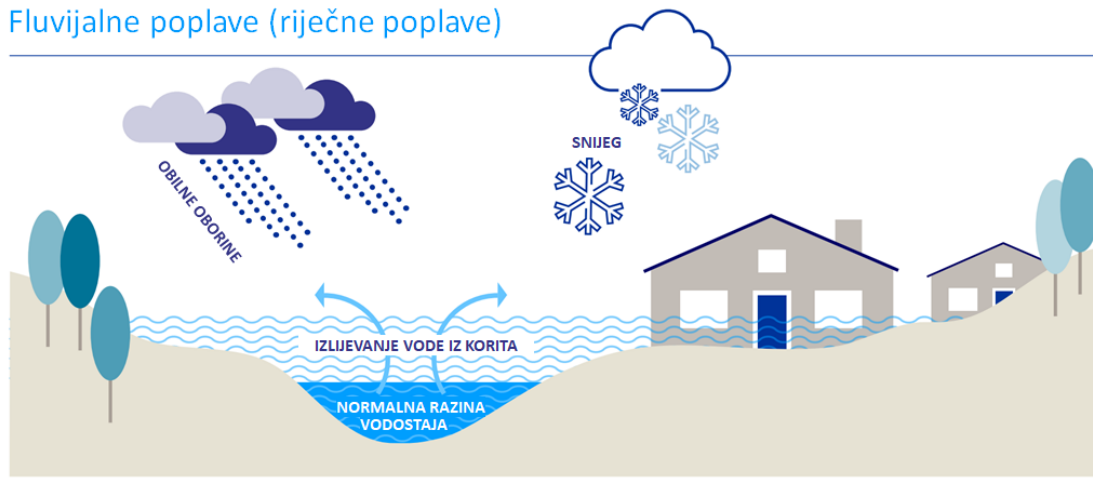 Fluvijalne poplave (riječne poplave)
SNIJEG
OBILNE OBORINE
IZLIJEVANJE VODE IZ KORITA
NORMALNA RAZINA
VODOSTAJA